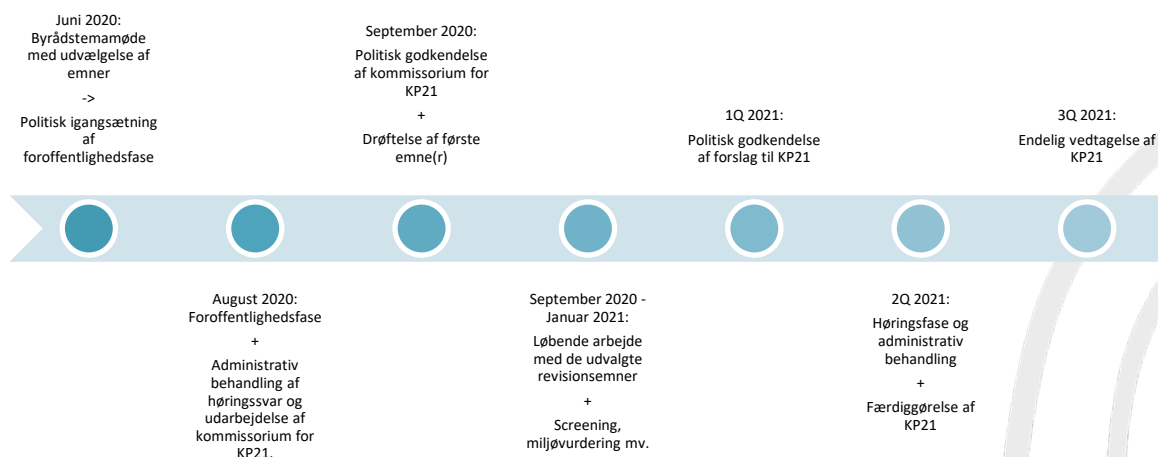 Juni 2020:
Byrådstemamøde
med udvælgelse af
emner
->
Politisk igangsætning
af
foroffentlighedsfase
August 2020:
Foroffentlighedsfase
+
Administrativ
behandling af
høringssvar og
udarbejdelse af
kommissorium for
KP21.
September 2020:
Politisk godkendelse
af kommissorium for
KP21
+
Drøftelse af første
emne(r)
September 2020 -
Januar 2021:
Løbende arbejde
med de udvalgte
revisionsemner
+
Screening,
miljøvurdering mv.
1Q 2021:
Politisk godkendelse
af forslag til KP21
2Q 2021:
Høringsfase og
administrativ
behandling
+
Færdiggørelse af
KP21
3Q 2021:
Endelig vedtagelse af
KP21